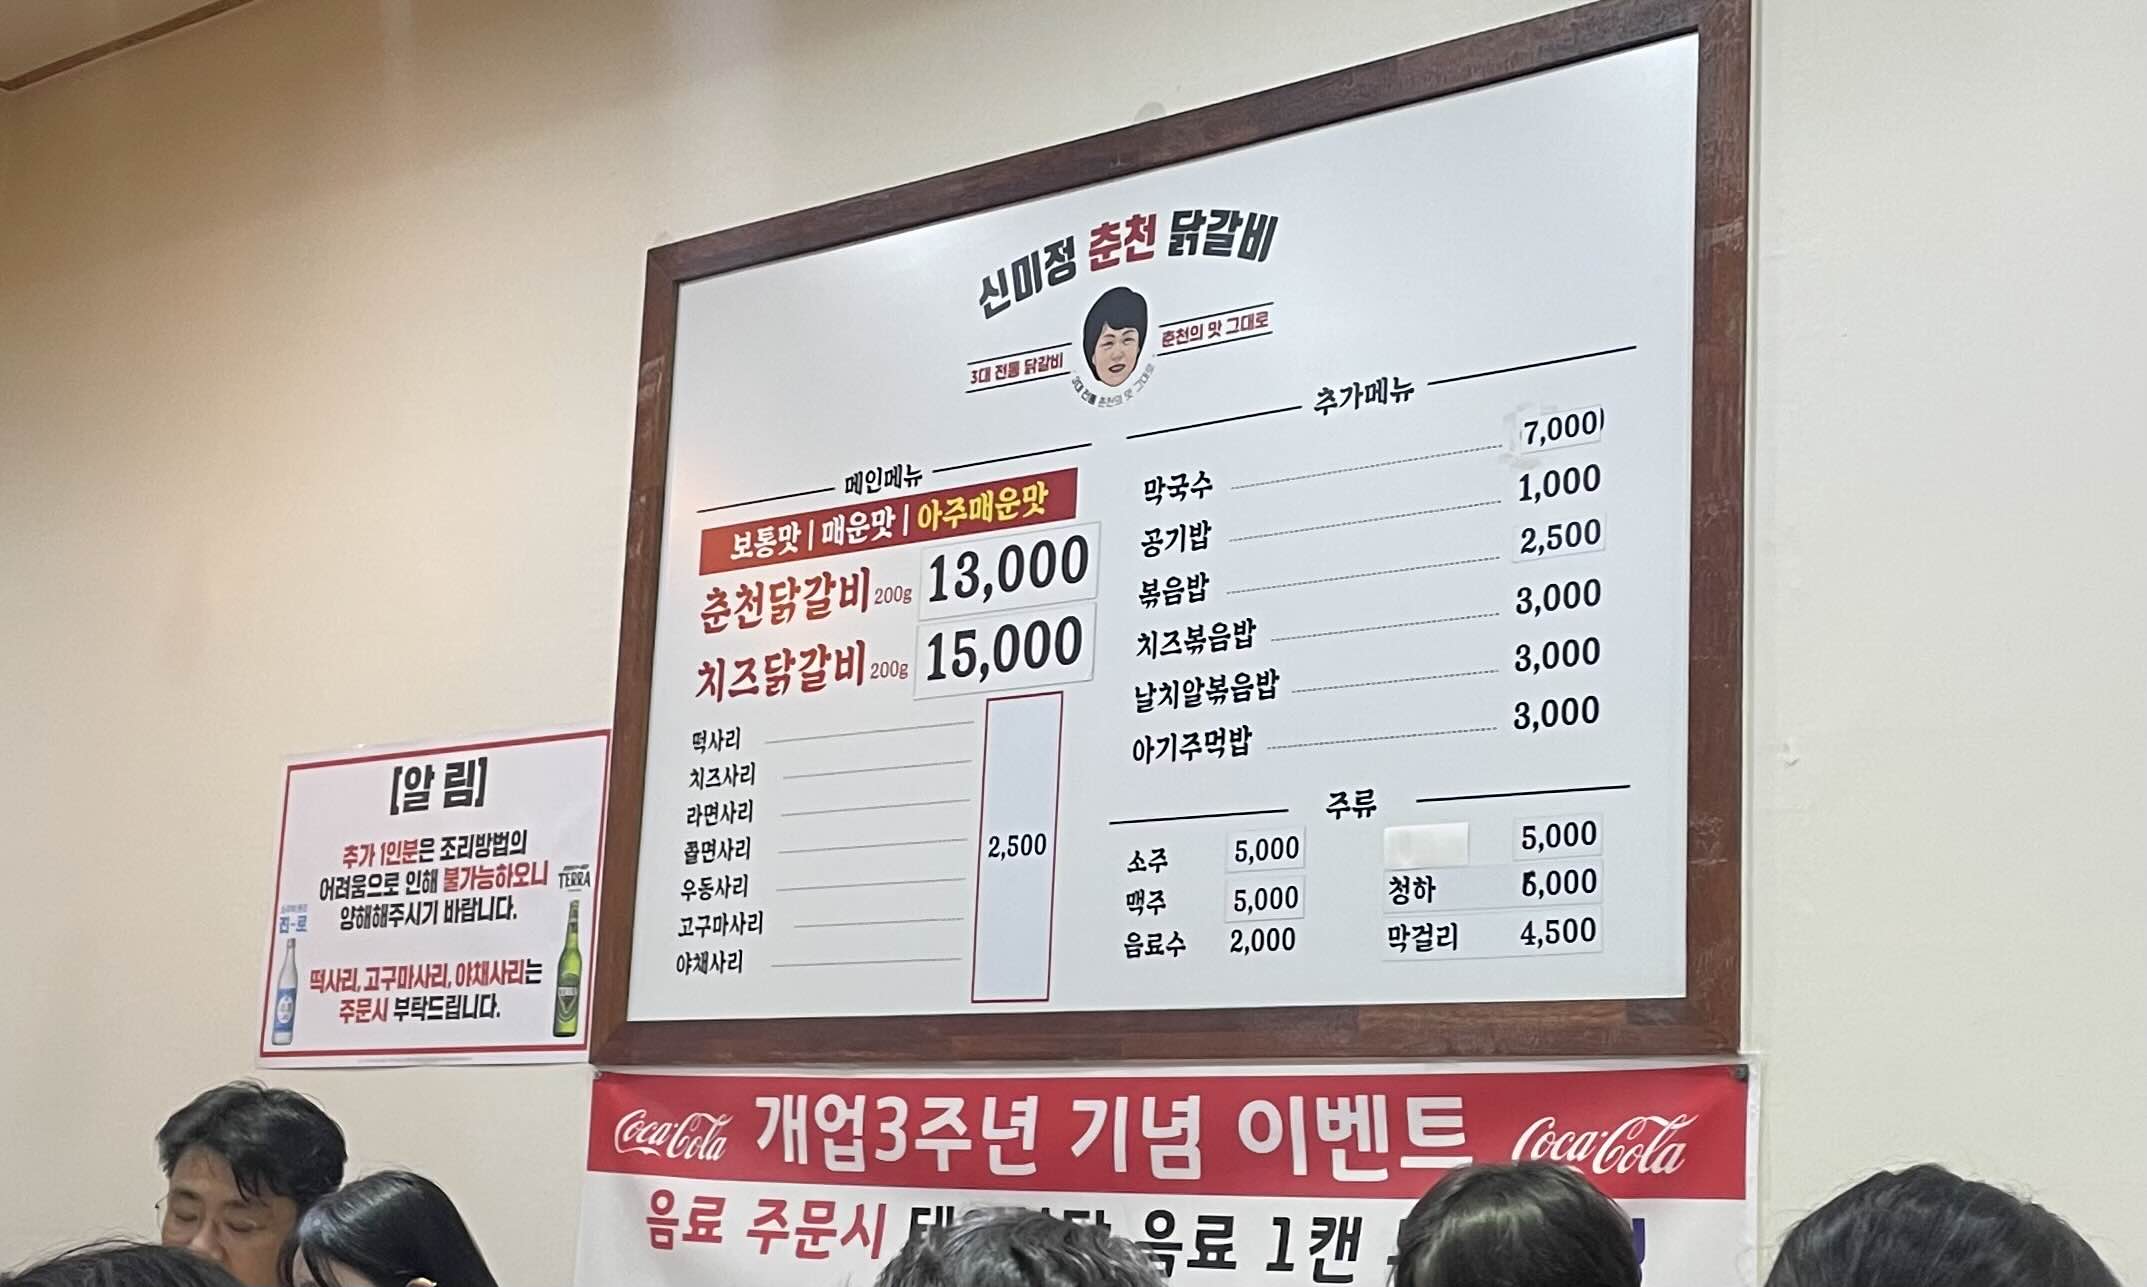 신미정 춘천 닭갈비
3대 전통 닭갈비
춘천의 맛 그대로
3대 전통 춘천의 맛 그대로
메인메뉴
보통맛 | 매운맛 | 아주매운맛
춘천닭갈비 200g 13,000
치즈닭갈비 200g 15,000
떡사리
치즈사리
라면사리
쫄면사리
우동사리
고구마사리
야채사리
2,500
추가메뉴
막국수 7,000
공기밥 1,000
볶음밥 2,500
치즈볶음밥 3,000
날치알볶음밥 3,000
아기주먹밥 3,000
주류
소주 5,000
맥주 5,000
음료수 2,000
5,000
청하 6,000
막걸리 4,500
[알 림]
추가 1인분은 조리방법의
어려움으로 인해 불가능하오니
양해해주시기 바랍니다.
떡사리, 고구마사리, 야채사리는
주문시 부탁드립니다.
진-로
TERRA
Coca-Cola 개업3주년 기념 이벤트 Coca-Cola
음료 주문시 음료 1캔